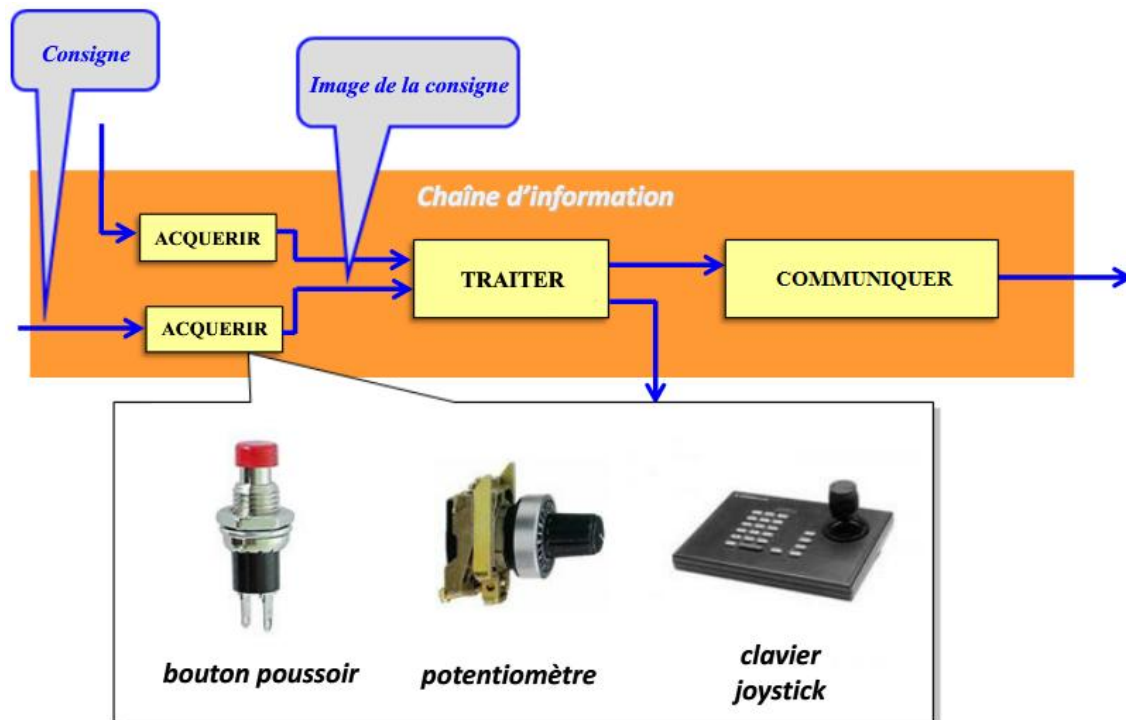 Consigne
Image de la consigne
Chaîne d'information
ACQUERIR
TRAITER
COMMUNIQUER
ACQUERIR
bouton poussoir
potentiomètre
clavier
joystick